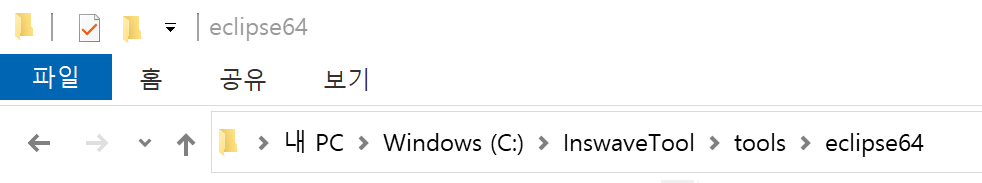 eclipse64
파일 홈 공유 보기
내 PC > Windows (C:) > InswaveTool > tools > eclipse64